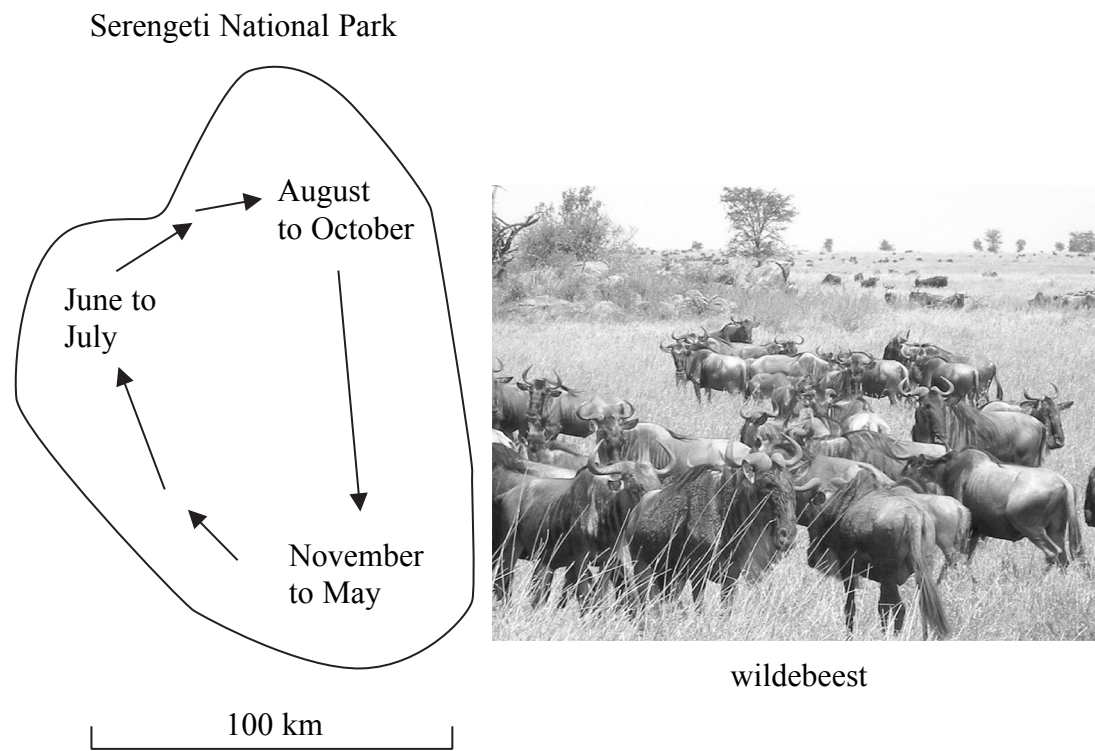 Serengeti National Park
August
to October
June to
July
November
to May
100 km
wildebeest